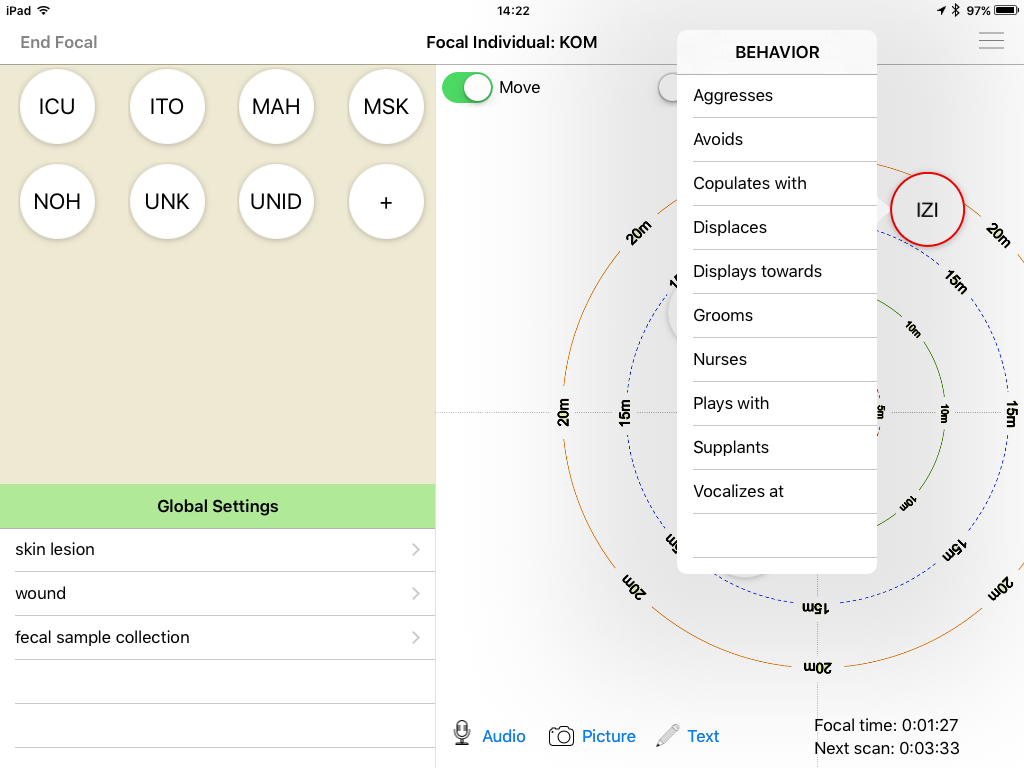 iPad 14:22 97%
End Focal Focal Individual: KOM
ICU ITO MAH MSK
NOH UNK UNID +
Global Settings
skin lesion
wound
fecal sample collection
Move
BEHAVIOR
Aggresses
Avoids
Copulates with
Displaces
Displays towards
Grooms
Nurses
Plays with
Supplants
Vocalizes at
IZI
20m 20m
15m 15m
10m
20m 15m 5m 10m 15m
10m
15m 15m
20m 20m
15m
20m
Audio Picture Text
Focal time: 0:01:27
Next scan: 0:03:33